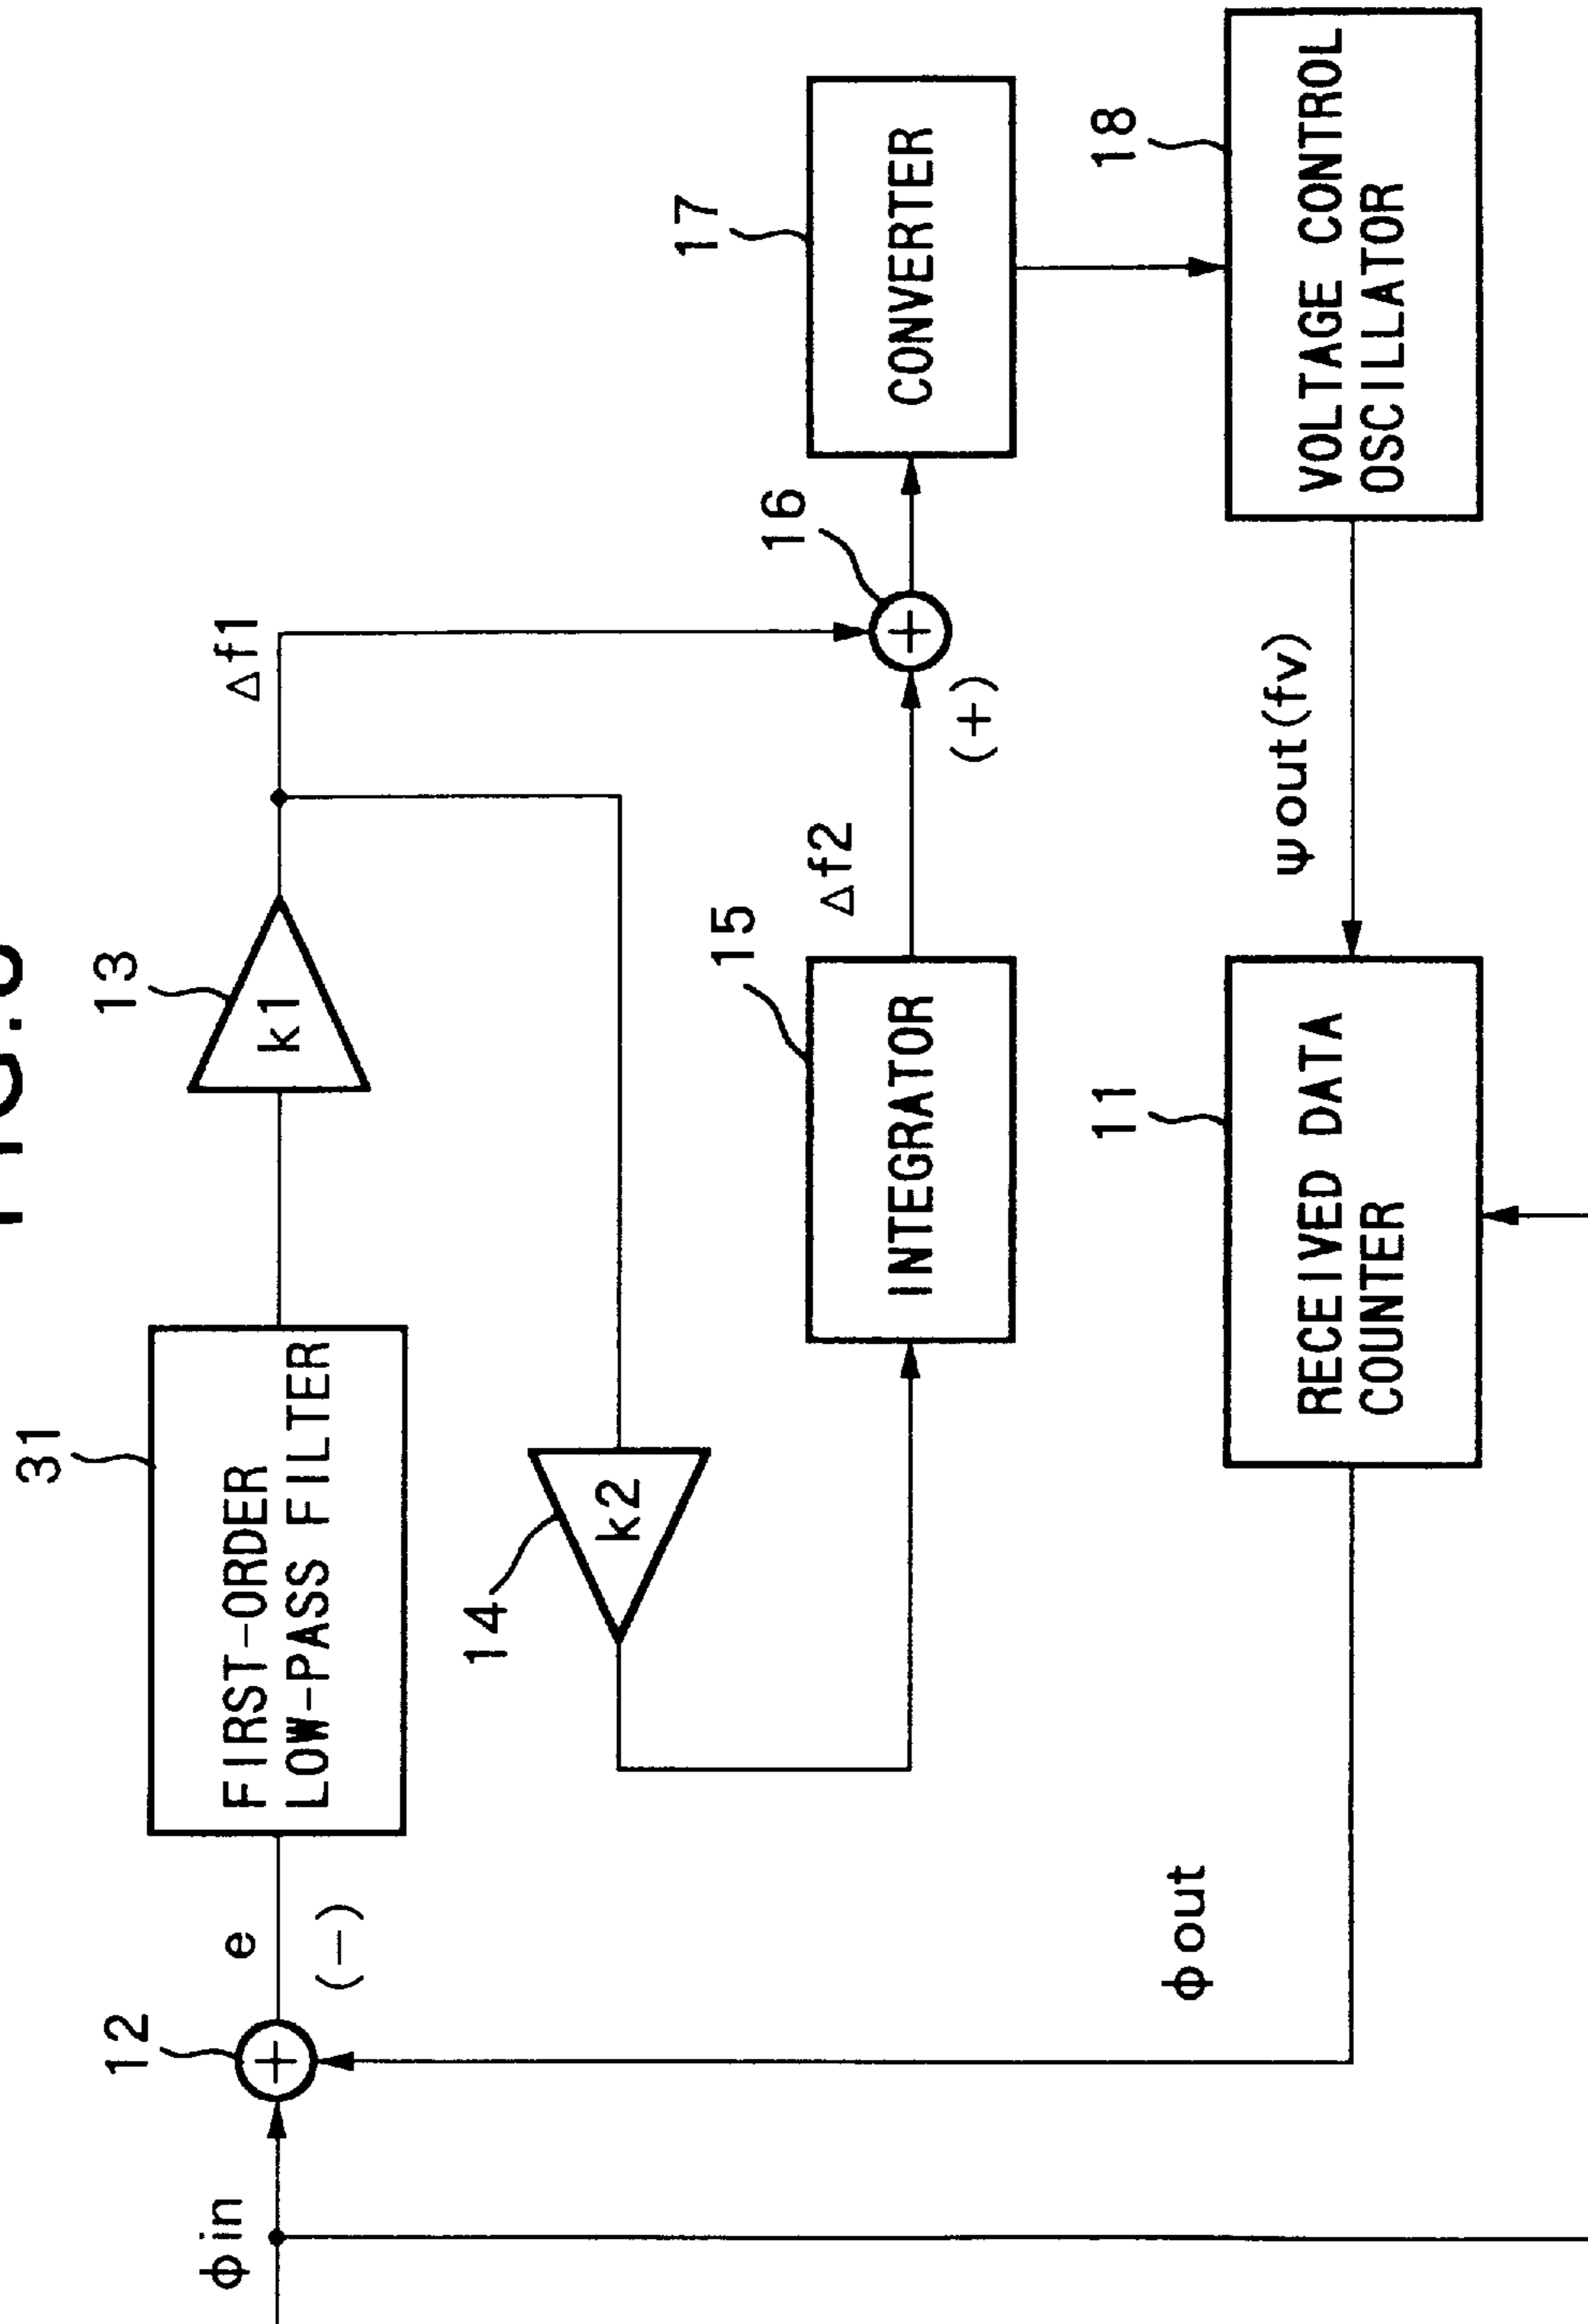 31
13
12
ϕin
e
FIRST-ORDER
LOW-PASS FILTER
k1
Δf1
(-)
14
k2
15
17
16
Δf2
INTEGRATOR
CONVERTER
(+)
11
18
ϕout
ψout(fv)
RECEIVED DATA
COUNTER
VOLTAGE CONTROL
OSCILLATOR